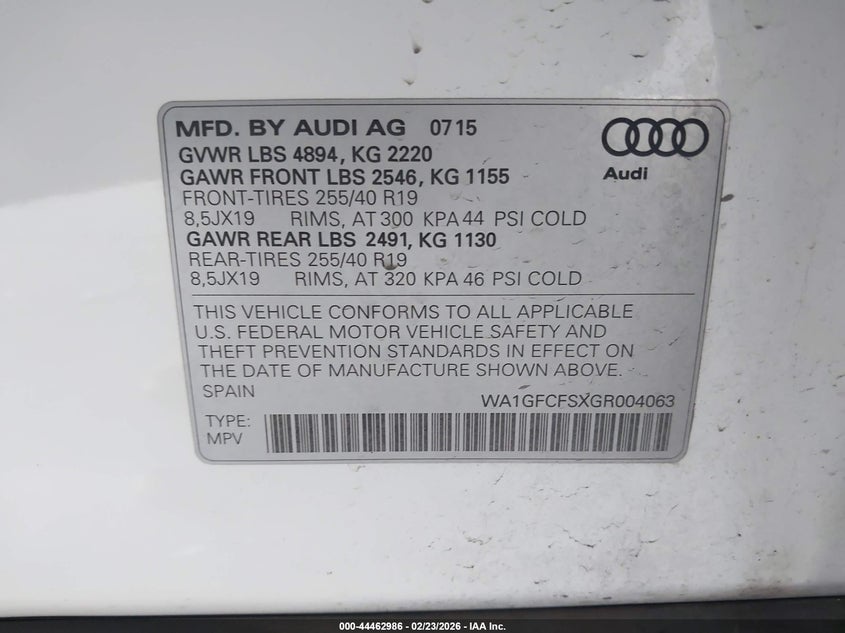 MFD. BY AUDI AG 0715
GVWR LBS 4894, KG 2220
GAWR FRONT LBS 2546, KG 1155
FRONT-TIRES 255/40 R19
8,5JX19 RIMS, AT 300 KPA 44 PSI COLD
GAWR REAR LBS 2491, KG 1130
REAR-TIRES 255/40 R19
8,5JX19 RIMS, AT 320 KPA 46 PSI COLD
Audi
THIS VEHICLE CONFORMS TO ALL APPLICABLE
U.S. FEDERAL MOTOR VEHICLE SAFETY AND
THEFT PREVENTION STANDARDS IN EFFECT ON
THE DATE OF MANUFACTURE SHOWN ABOVE.
SPAIN
WA1GFCFSXGR004063
TYPE:
MPV
000-44462986 - 02/23/2026 - IAA Inc.